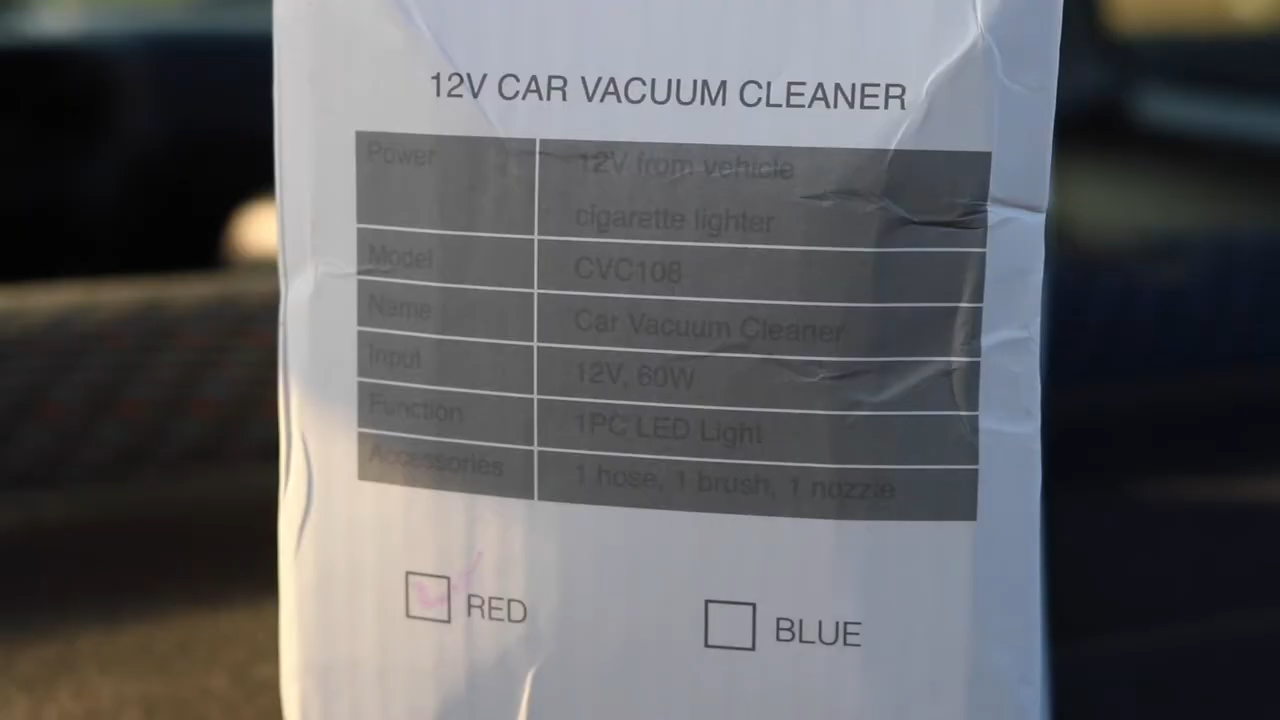 12V CAR VACUUM CLEANER
Power 12V from vehicle
cigarette lighter
Model CVC108
Name Car Vacuum Cleaner
Input 12V, 60W
Function 1PC LED Light
Accessories 1 hose, 1 brush, 1 nozzle
RED BLUE